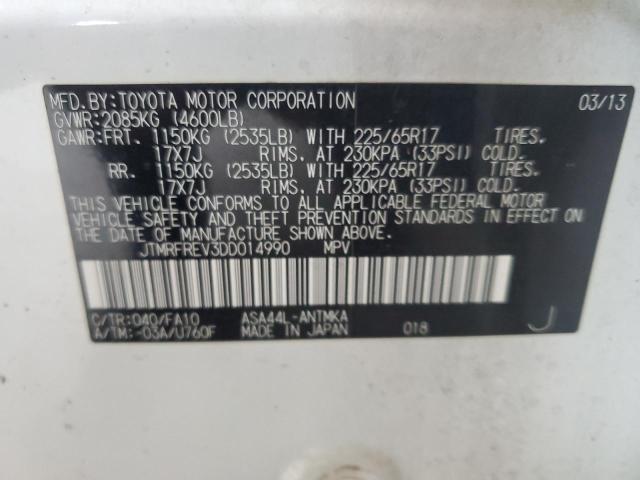 MFD.BY:TOYOTA MOTOR CORPORATION 03/13
GVWR:2085KG (4600LB)
GAWR:FRT. 1150KG (2535LB) WITH 225/65R17 TIRES.
17X7J RIMS. AT 230KPA (33PSI) COLD.
RR. 1150KG (2535LB) WITH 225/65R17 TIRES.
17X7J RIMS. AT 230KPA (33PSI) COLD.
THIS VEHICLE CONFORMS TO ALL APPLICABLE FEDERAL MOTOR
VEHICLE SAFETY AND THEFT PREVENTION STANDARDS IN EFFECT ON
THE DATE OF MANUFACTURE SHOWN ABOVE.
JTMRFREV3DD014990 MPV
C/TR:040/FA10 ASA44L-ANTMKA
A/TM:-03A/U760F MADE IN JAPAN 018 J